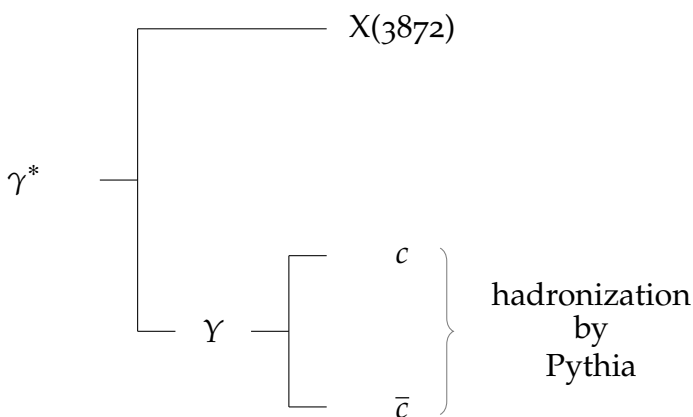 X(3872)
γ*
c
Y
hadronization
by
Pythia
c̅